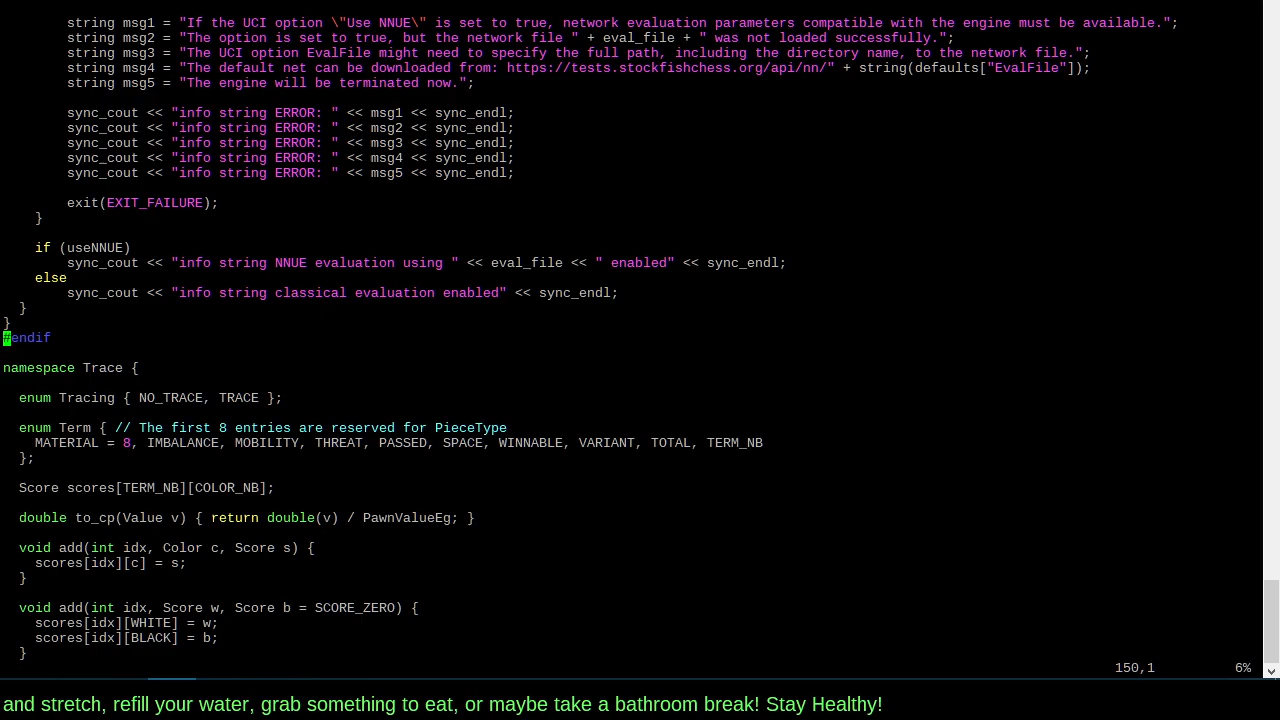 string msg1 = "If the UCI option \"Use NNUE\" is set to true, network evaluation parameters compatible with the engine must be available.";
        string msg2 = "The option is set to true, but the network file " + eval_file + " was not loaded successfully.";
        string msg3 = "The UCI option EvalFile might need to specify the full path, including the directory name, to the network file.";
        string msg4 = "The default net can be downloaded from: https://tests.stockfishchess.org/api/nn/" + string(defaults["EvalFile"]);
        string msg5 = "The engine will be terminated now.";

        sync_cout << "info string ERROR: " << msg1 << sync_endl;
        sync_cout << "info string ERROR: " << msg2 << sync_endl;
        sync_cout << "info string ERROR: " << msg3 << sync_endl;
        sync_cout << "info string ERROR: " << msg4 << sync_endl;
        sync_cout << "info string ERROR: " << msg5 << sync_endl;

        exit(EXIT_FAILURE);
    }

    if (useNNUE)
        sync_cout << "info string NNUE evaluation using " << eval_file << " enabled" << sync_endl;
    else
        sync_cout << "info string classical evaluation enabled" << sync_endl;
  }
}
#endif

namespace Trace {

  enum Tracing { NO_TRACE, TRACE };

  enum Term { // The first 8 entries are reserved for PieceType
    MATERIAL = 8, IMBALANCE, MOBILITY, THREAT, PASSED, SPACE, WINNABLE, VARIANT, TOTAL, TERM_NB
  };

  Score scores[TERM_NB][COLOR_NB];

  double to_cp(Value v) { return double(v) / PawnValueEg; }

  void add(int idx, Color c, Score s) {
    scores[idx][c] = s;
  }

  void add(int idx, Score w, Score b = SCORE_ZERO) {
    scores[idx][WHITE] = w;
    scores[idx][BLACK] = b;
  }
150,1 6%
and stretch, refill your water, grab something to eat, or maybe take a bathroom break! Stay Healthy!